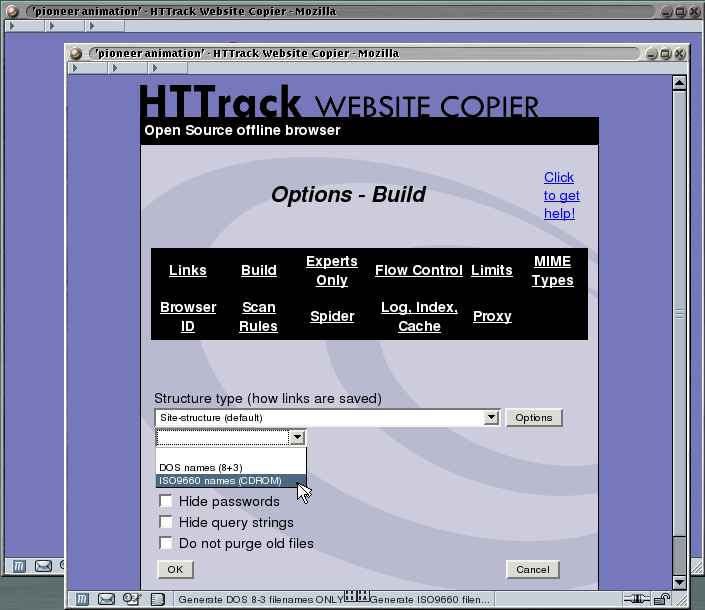 'pioneer animation' - HTTrack Website Copier - Mozilla
'pioneer animation' - HTTrack Website Copier - Mozilla
HTTrack WEBSITE COPIER
Open Source offline browser
Options - Build
Click
to get
help!
Links Build Experts Only Flow Control Limits MIME Types
Browser ID Scan Rules Spider Log, Index, Cache Proxy
Structure type (how links are saved)
Site-structure (default) Options
DOS names (8+3)
ISO9660 names (CDROM)
Hide passwords
Hide query strings
Do not purge old files
OK Cancel
Generate DOS 8-3 filenames ONLY Generate ISO9660 filen...